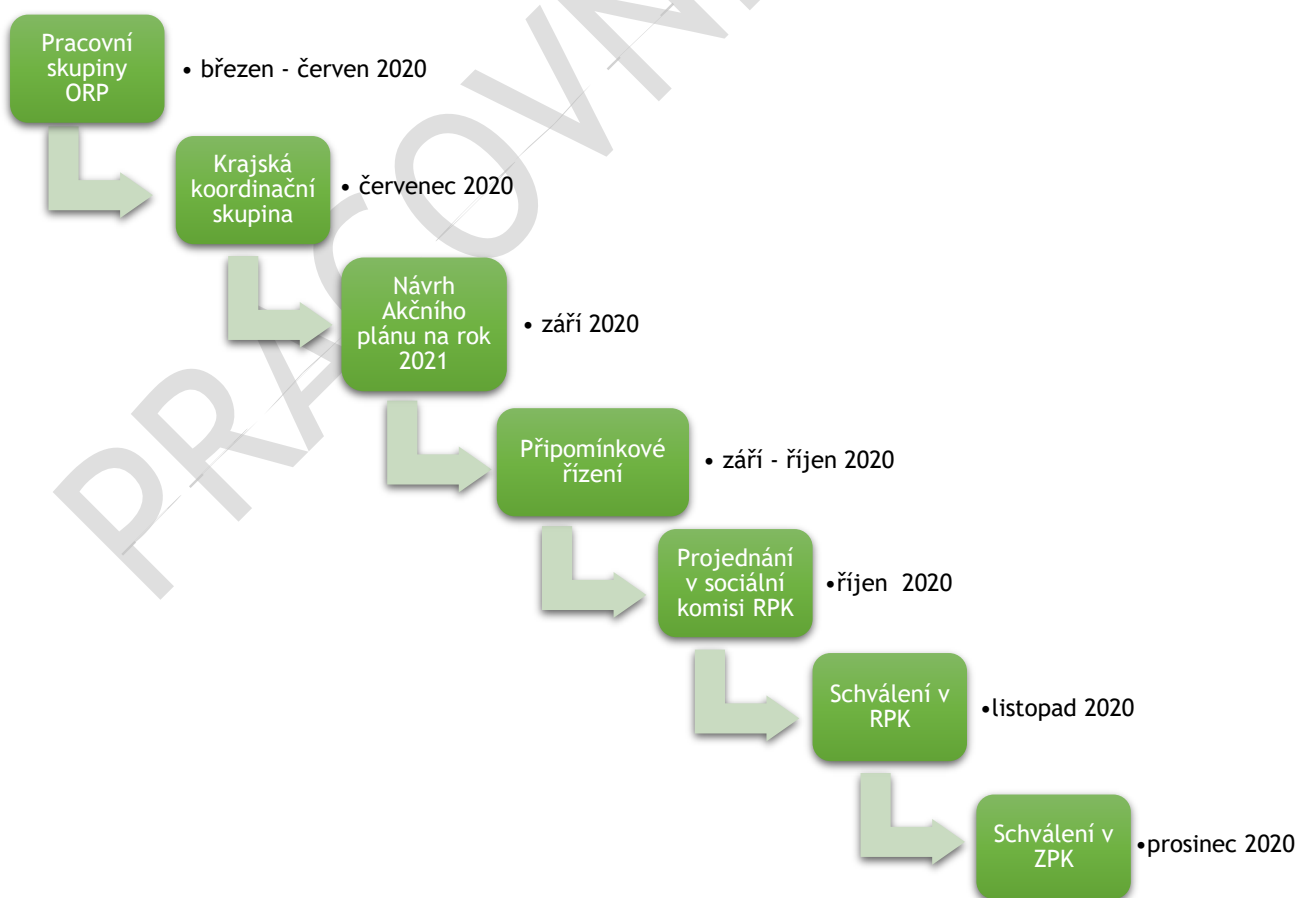 Pracovní
skupiny
ORP
• březen - červen 2020
Krajská
koordinační
skupina
• červenec 2020
Návrh
Akčního
plánu na rok
2021
• září 2020
Připomínkové
řízení
• září - říjen 2020
Projednání
v sociální
komisi RPK
•říjen  2020
Schválení v
RPK
•listopad 2020
Schválení v
ZPK
•prosinec 2020
PRACOVN